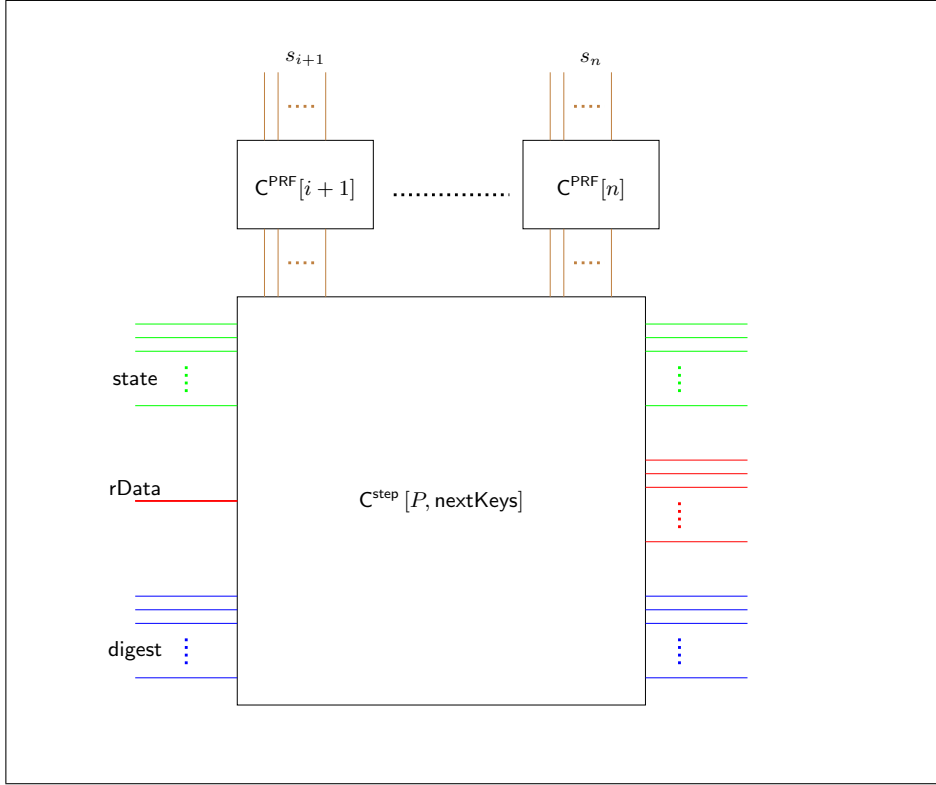 s_{i+1} s_n
C^{PRF}[i + 1] C^{PRF}[n]
state
rData
C^{step} [P, nextKeys]
digest